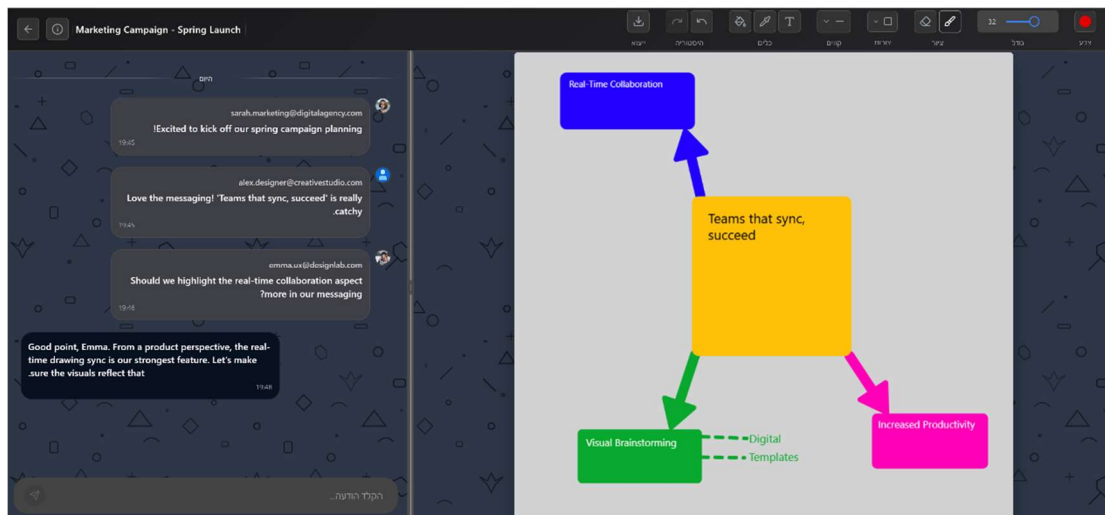 Marketing Campaign - Spring Launch
ייצוא
היסטוריה
כלים
קווים
צורות
ציור
32
גודל
צבע
היום
sarah.marketing@digitalagency.com
!Excited to kick off our spring campaign planning
19:45
alex.designer@creativestudio.com
Love the messaging! 'Teams that sync, succeed' is really
.catchy
emma.ux@designlab.com
Should we highlight the real-time collaboration aspect
?more in our messaging
Good point, Emma. From a product perspective, the real-
time drawing sync is our strongest feature. Let's make
.sure the visuals reflect that
19:48
הקלד הודעה...
Real-Time Collaboration
Teams that sync,
succeed
Increased Productivity
Visual Brainstorming
Digital
Templates